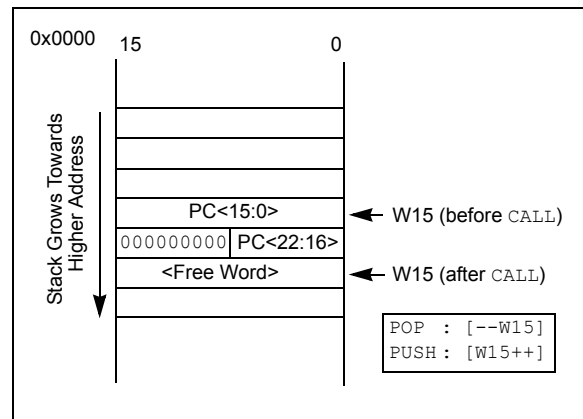 0x0000
15 0
Stack Grows Towards
Higher Address
PC<15:0>
W15 (before CALL)
000000000 PC<22:16>
<Free Word>
W15 (after CALL)
POP : [--W15]
PUSH : [W15++]